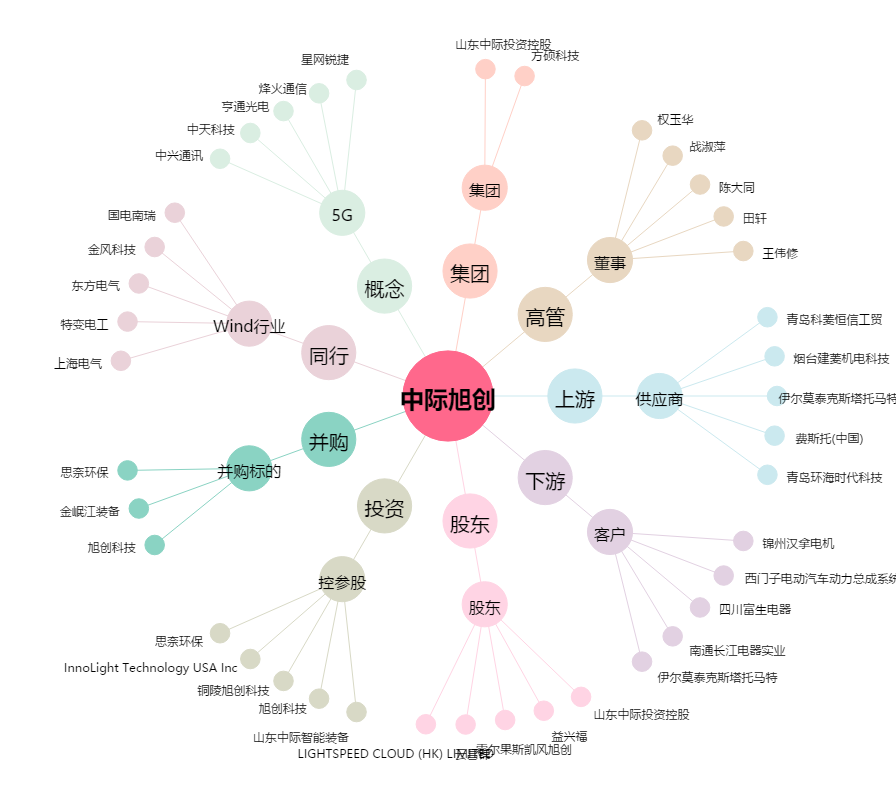 山东中际投资控股
方硕科技
集团
集团
星网锐捷
烽火通信
亨通光电
中天科技
中兴通讯
5G
概念
权玉华
战淑萍
陈大同
田轩
王伟修
董事
高管
国电南瑞
金风科技
东方电气
特变电工
上海电气
Wind行业
同行
中际旭创
青岛科菱恒信工贸
烟台建菱机电科技
伊尔莫泰克斯塔托马特
费斯托(中国)
青岛环海时代科技
供应商
上游
并购
并购标的
思奈环保
金岷江装备
旭创科技
下游
客户
锦州汉拿电机
西门子电动汽车动力总成系统
四川富生电器
南通长江电器实业
伊尔莫泰克斯塔托马特
投资
控参股
思奈环保
InnoLight Technology USA Inc
铜陵旭创科技
旭创科技
山东中际智能装备
股东
股东
山东中际投资控股
益兴福
霍尔果斯凯风旭创
LIGHTSPEED CLOUD (HK) LIMITED